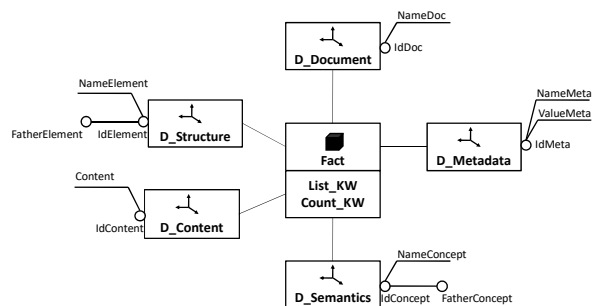 NameDoc
IdDoc
D_Document
NameElement
FatherElement
IdElement
D_Structure
NameMeta
ValueMeta
IdMeta
D_Metadata
Fact
List_KW
Count_KW
Content
IdContent
D_Content
NameConcept
IdConcept
FatherConcept
D_Semantics